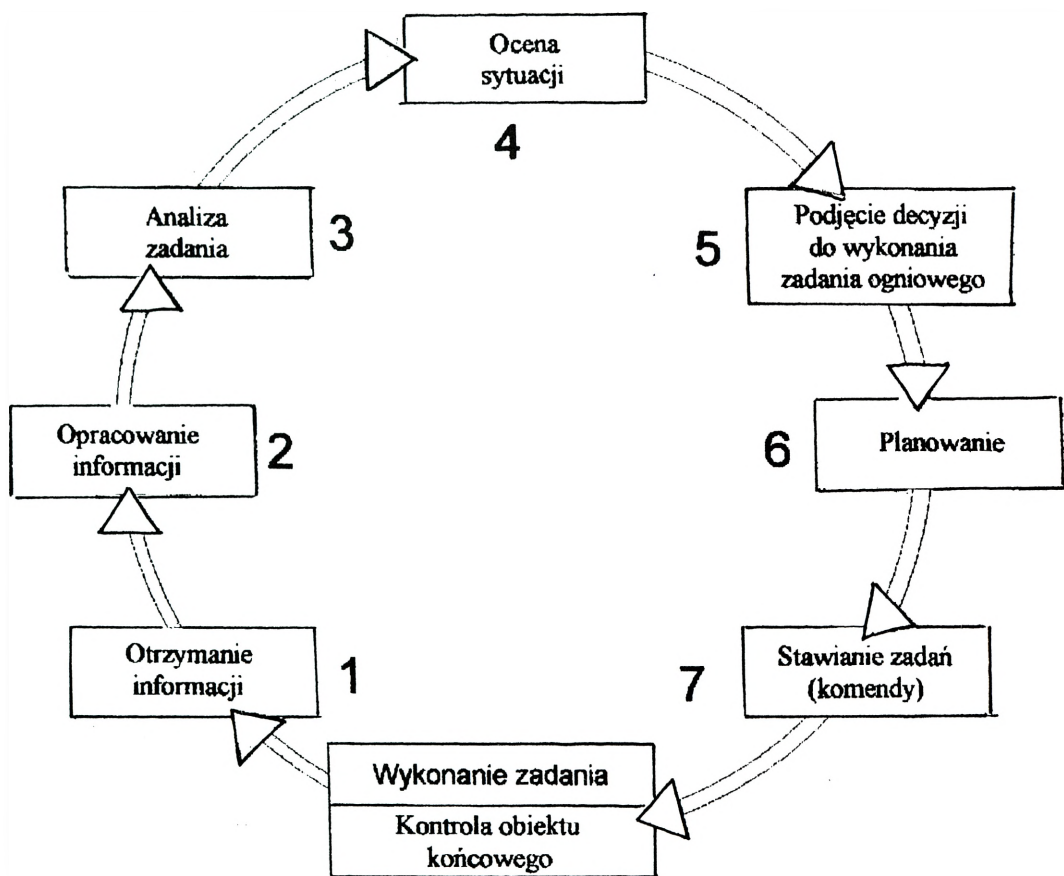 Ocena
sytuacji
4
Analiza
zadania
3
5
Podjęcie decyzji
do wykonania
zadania ogniowego
Opracowanie
informacji
2
6
Planowanie
Otrzymanie
informacji
1
7
Stawianie zadań
(komendy)
Wykonanie zadania
Kontrola obiektu
końcowego